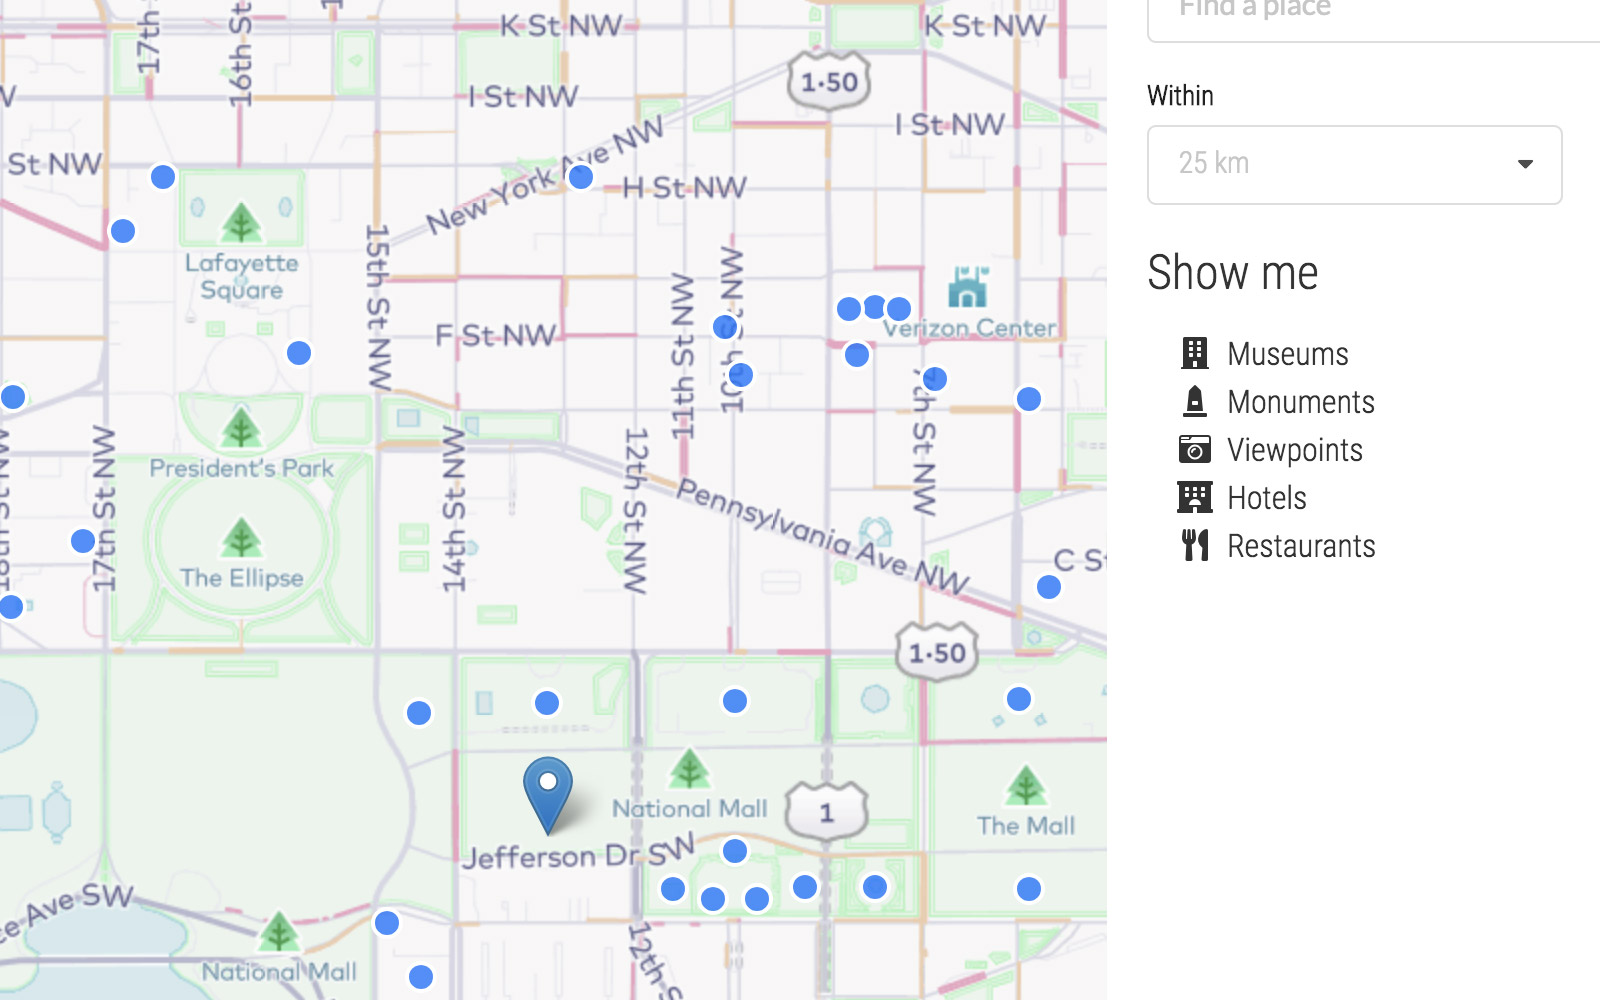 17th S
16th St
K St NW
K St NW
1·50
Find a place
I St NW
I St NW
Within
25 km
St NW
New York Ave NW
H St NW
Lafayette
Square
15th St NW
Show me
11th St NW
10th St NW
F St NW
Verizon Center
Museums
Monuments
Viewpoints
Hotels
Restaurants
President's Park
17th St NW
18th St NW
14th St NW
12th St NW
7th St NW
Pennsylvania Ave NW
The Ellipse
C St
1·50
National Mall
1
The Mall
Jefferson Dr SW
ce Ave SW
National Mall
12th S